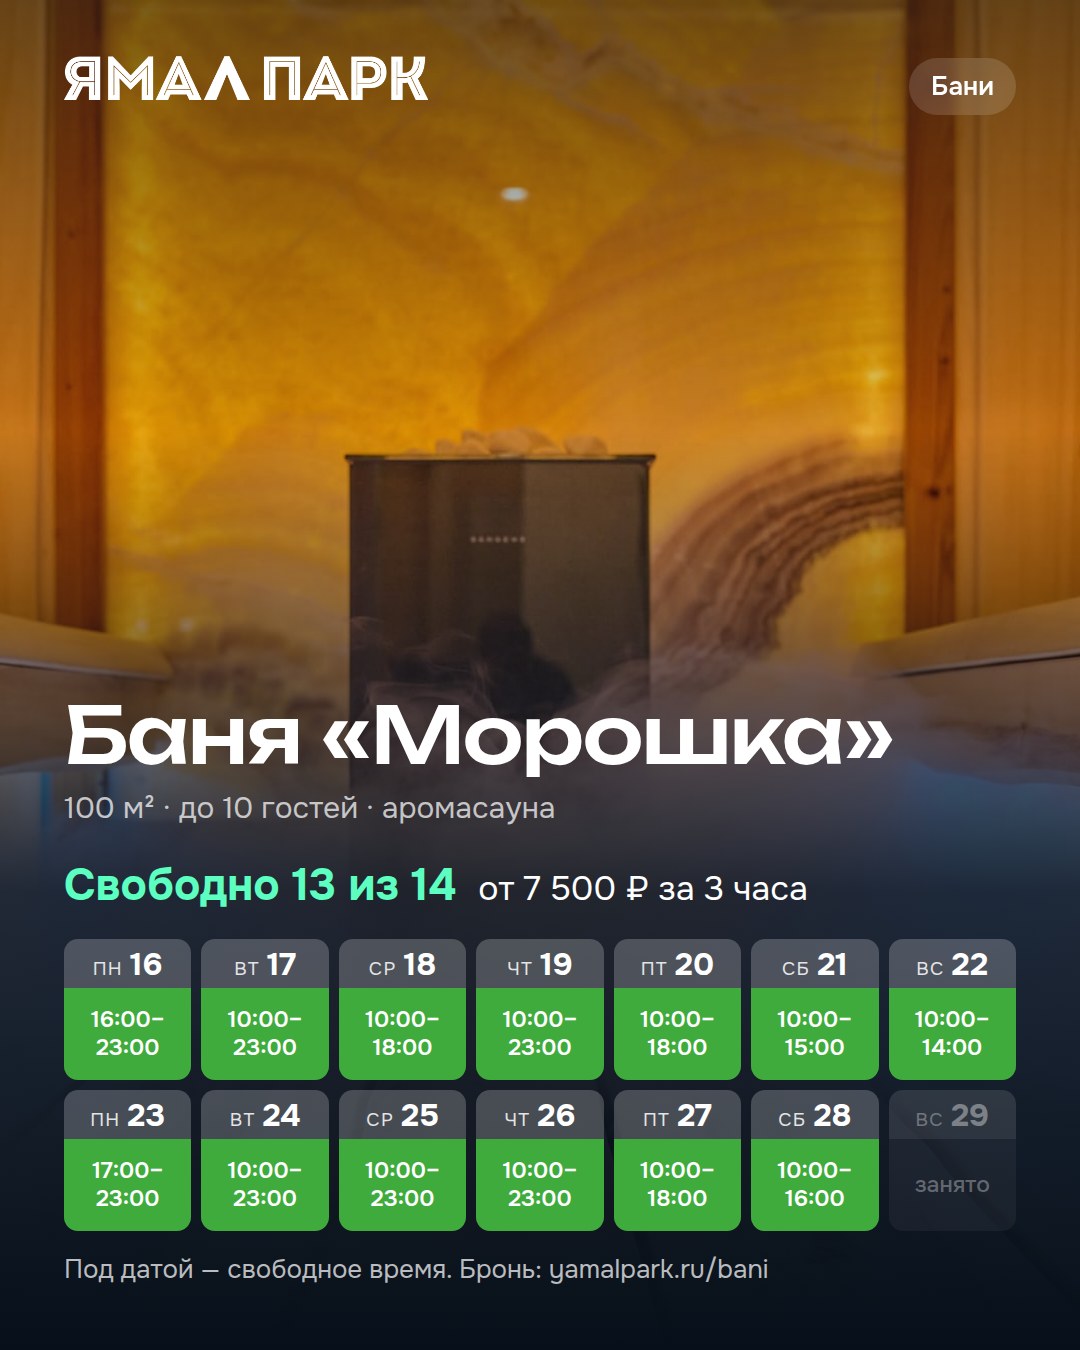 ЯМАЛ ПАРК
Бани
Баня «Морошка»
100 м² · до 10 гостей · аромасауна
Свободно 13 из 14 от 7 500 ₽ за 3 часа
ПН 16 ВТ 17 СР 18 ЧТ 19 ПТ 20 СБ 21 ВС 22
16:00– 10:00– 10:00– 10:00– 10:00– 10:00– 10:00–
23:00 23:00 18:00 23:00 18:00 15:00 14:00
ПН 23 ВТ 24 СР 25 ЧТ 26 ПТ 27 СБ 28 ВС 29
17:00– 10:00– 10:00– 10:00– 10:00– 10:00– занято
23:00 23:00 23:00 23:00 18:00 16:00
Под датой — свободное время. Бронь: yamalpark.ru/bani